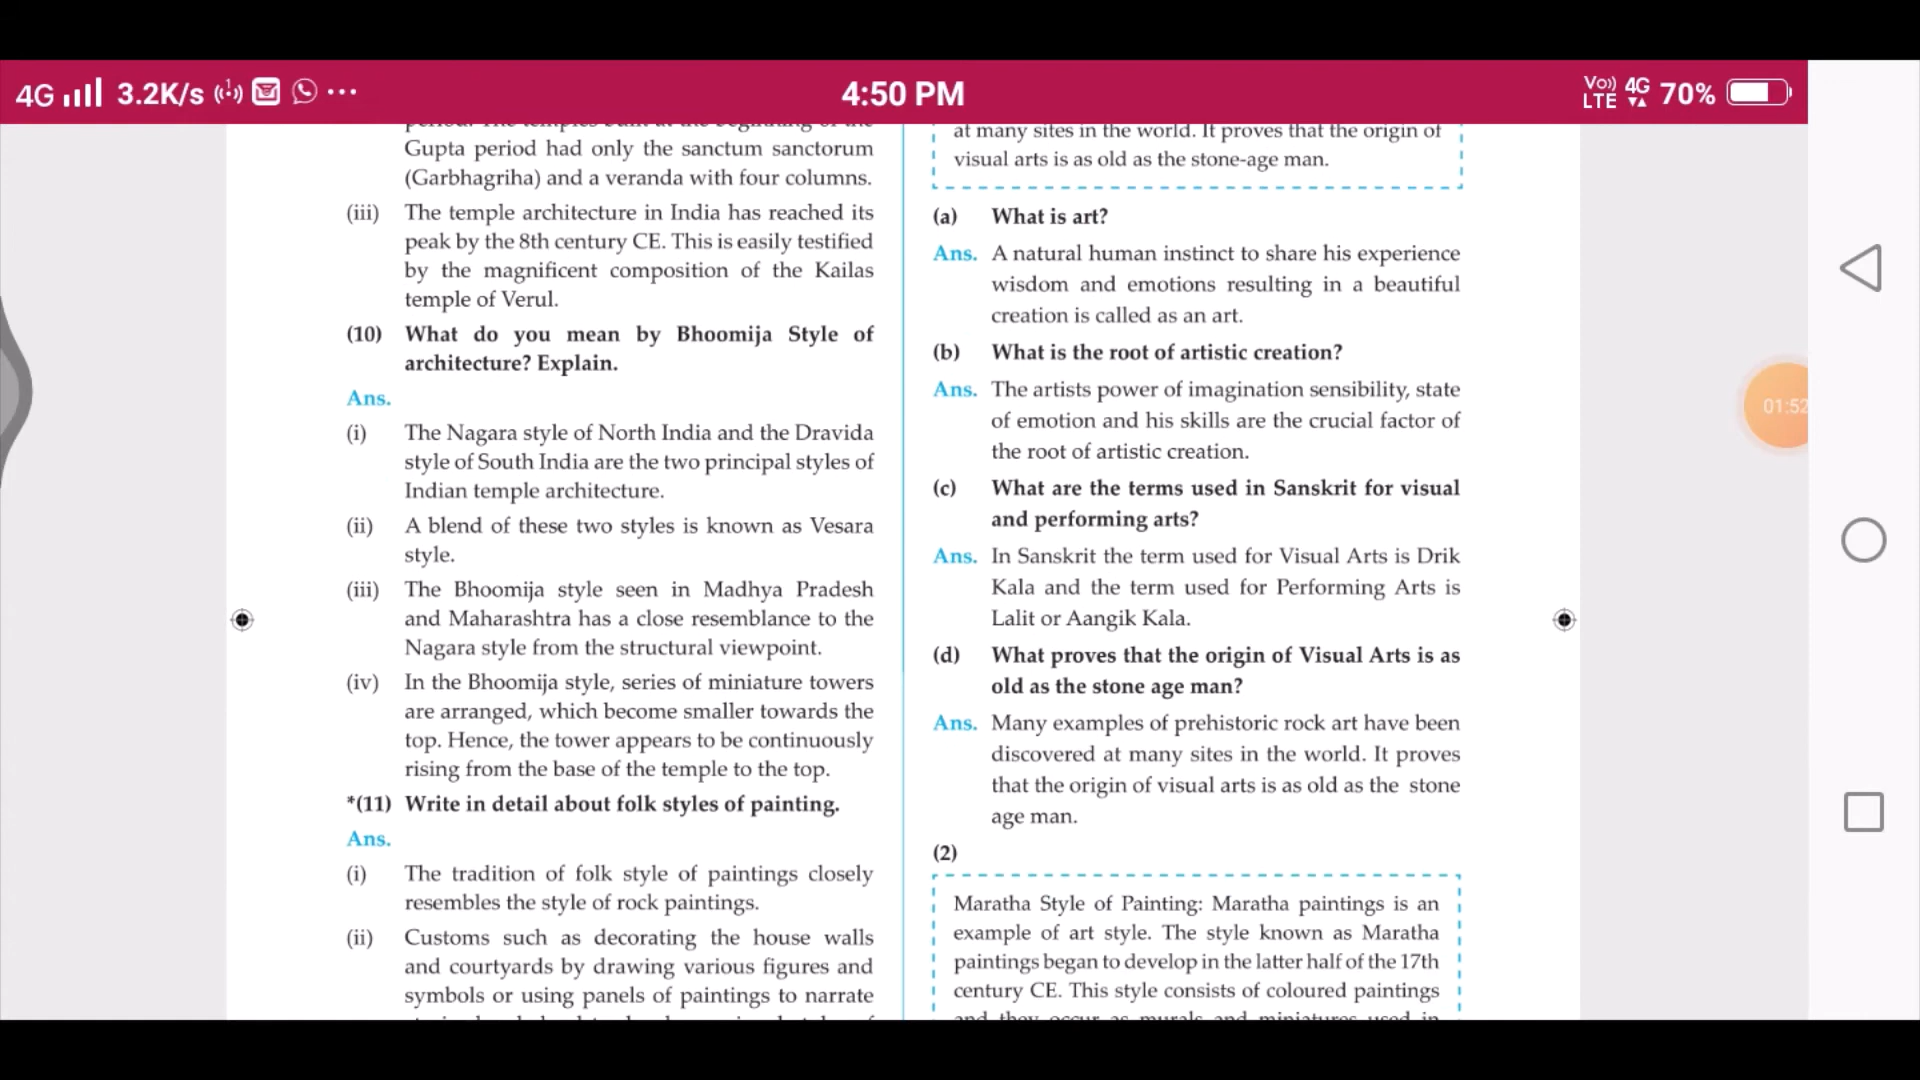 4G 3.2K/s
4:50 PM
Vo)) LTE 4G 70%
Gupta period had only the sanctum sanctorum
(Garbhagriha) and a veranda with four columns.
(iii) The temple architecture in India has reached its
peak by the 8th century CE. This is easily testified
by the magnificent composition of the Kailas
temple of Verul.
(10) What do you mean by Bhoomija Style of
architecture? Explain.
Ans.
(i) The Nagara style of North India and the Dravida
style of South India are the two principal styles of
Indian temple architecture.
(ii) A blend of these two styles is known as Vesara
style.
(iii) The Bhoomija style seen in Madhya Pradesh
and Maharashtra has a close resemblance to the
Nagara style from the structural viewpoint.
(iv) In the Bhoomija style, series of miniature towers
are arranged, which become smaller towards the
top. Hence, the tower appears to be continuously
rising from the base of the temple to the top.
*(11) Write in detail about folk styles of painting.
Ans.
(i) The tradition of folk style of paintings closely
resembles the style of rock paintings.
(ii) Customs such as decorating the house walls
and courtyards by drawing various figures and
symbols or using panels of paintings to narrate
at many sites in the world. It proves that the origin of
visual arts is as old as the stone-age man.
(a) What is art?
Ans. A natural human instinct to share his experience
wisdom and emotions resulting in a beautiful
creation is called as an art.
(b) What is the root of artistic creation?
Ans. The artists power of imagination sensibility, state
of emotion and his skills are the crucial factor of
the root of artistic creation.
(c) What are the terms used in Sanskrit for visual
and performing arts?
Ans. In Sanskrit the term used for Visual Arts is Drik
Kala and the term used for Performing Arts is
Lalit or Aangik Kala.
(d) What proves that the origin of Visual Arts is as
old as the stone age man?
Ans. Many examples of prehistoric rock art have been
discovered at many sites in the world. It proves
that the origin of visual arts is as old as the stone
age man.
(2)
Maratha Style of Painting: Maratha paintings is an
example of art style. The style known as Maratha
paintings began to develop in the latter half of the 17th
century CE. This style consists of coloured paintings
and they occur as murals and miniatures used in
01:52